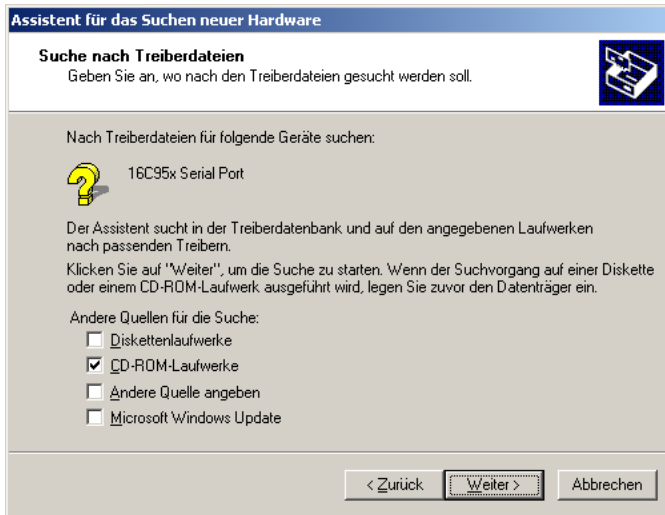 Assistent für das Suchen neuer Hardware
Suche nach Treiberdateien
Geben Sie an, wo nach den Treiberdateien gesucht werden soll.
Nach Treiberdateien für folgende Geräte suchen:
16C95x Serial Port
Der Assistent sucht in der Treiberdatenbank und auf den angegebenen Laufwerken
nach passenden Treibern.
Klicken Sie auf "Weiter", um die Suche zu starten. Wenn der Suchvorgang auf einer Diskette
oder einem CD-ROM-Laufwerk ausgeführt wird, legen Sie zuvor den Datenträger ein.
Andere Quellen für die Suche:
Diskettenlaufwerke
CD-ROM-Laufwerke
Andere Quelle angeben
Microsoft Windows Update
< Zurück Weiter > Abbrechen